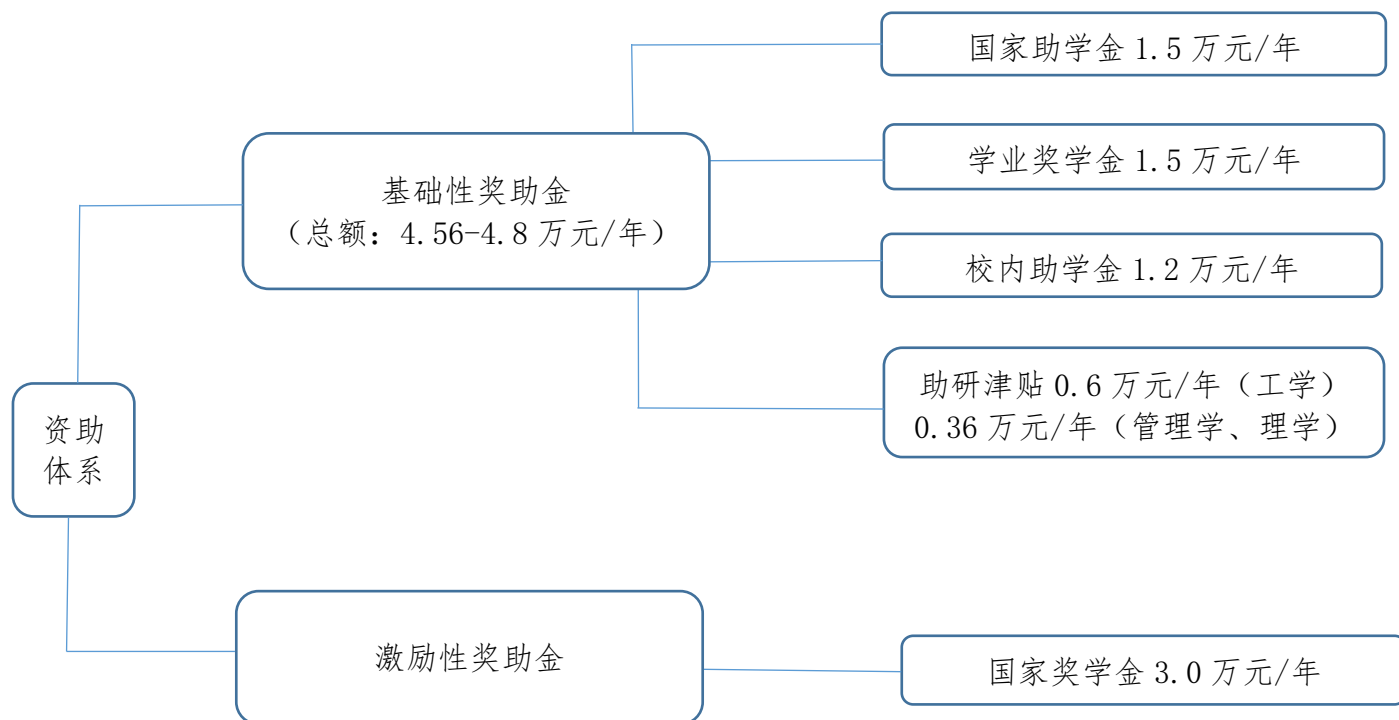 国家助学金 1.5 万元/年
学业奖学金 1.5 万元/年
基础性奖助金
（总额：4.56-4.8 万元/年）
校内助学金 1.2 万元/年
助研津贴 0.6 万元/年（工学）
0.36 万元/年（管理学、理学）
资助
体系
激励性奖助金
国家奖学金 3.0 万元/年